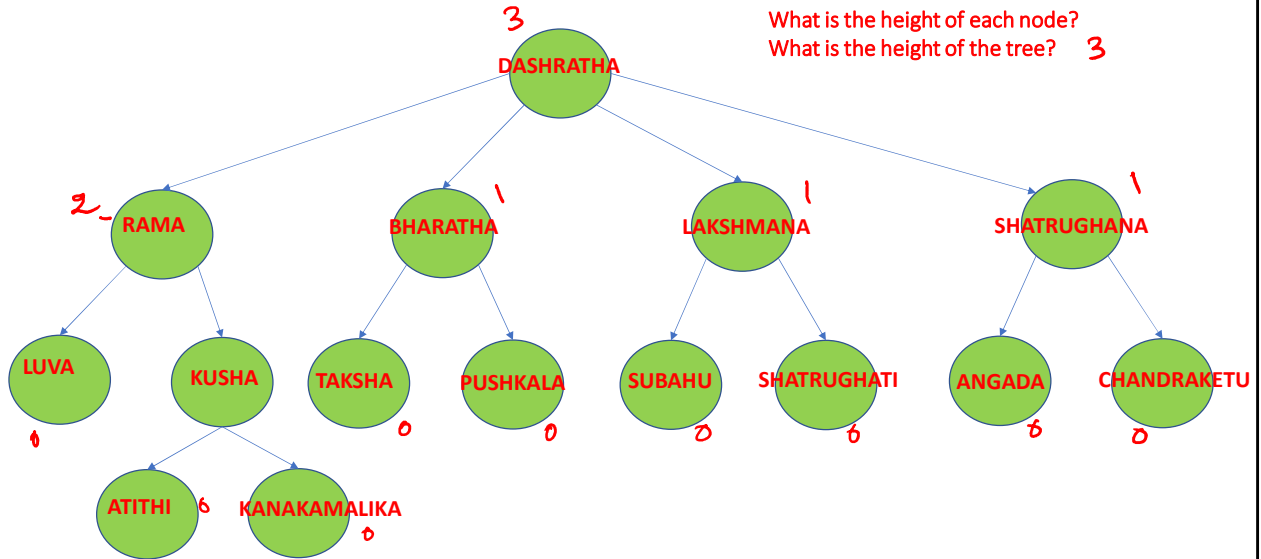 3
What is the height of each node?
What is the height of the tree? 3
DASHRATHA
2
RAMA
1
BHARATHA
1
LAKSHMANA
1
SHATRUGHANA
LUVA
0
KUSHA
TAKSHA
0
PUSHKALA
0
SUBAHU
0
SHATRUGHATI
0
ANGADA
0
CHANDRAKETU
0
ATITHI
0
KANAKAMALIKA
0